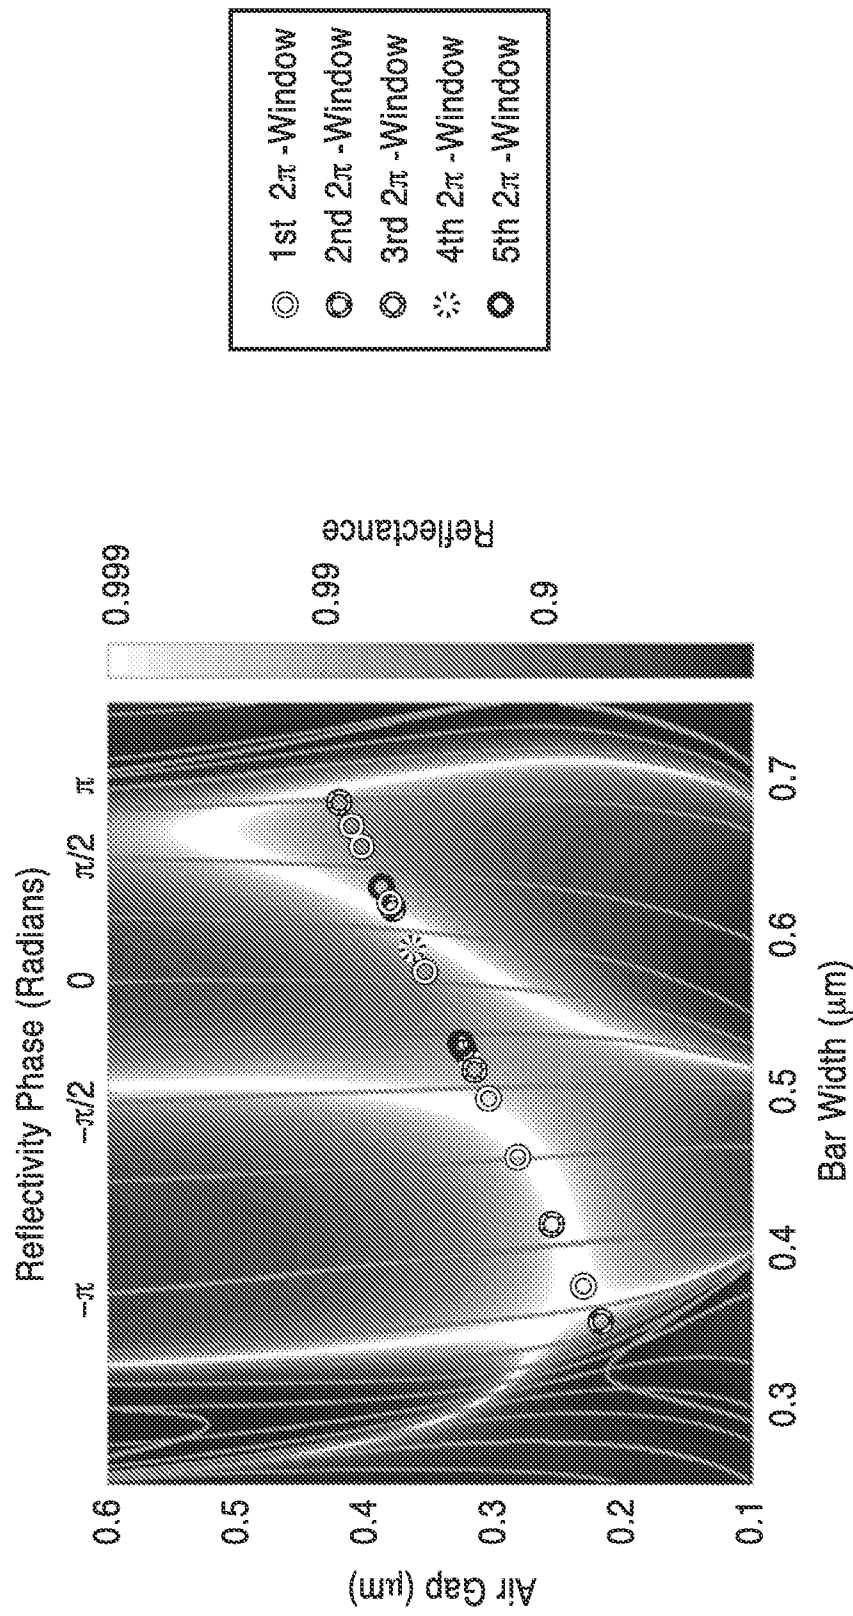 Reflectivity Phase (Radians)
-π
-π/2
0
π/2
π
0.6
0.5
0.4
0.3
0.2
0.1
Air Gap (μm)
0.3
0.4
0.5
0.6
0.7
Bar Width (μm)
0.999
0.99
0.9
Reflectance
1st 2π -Window
2nd 2π -Window
3rd 2π -Window
4th 2π -Window
5th 2π -Window